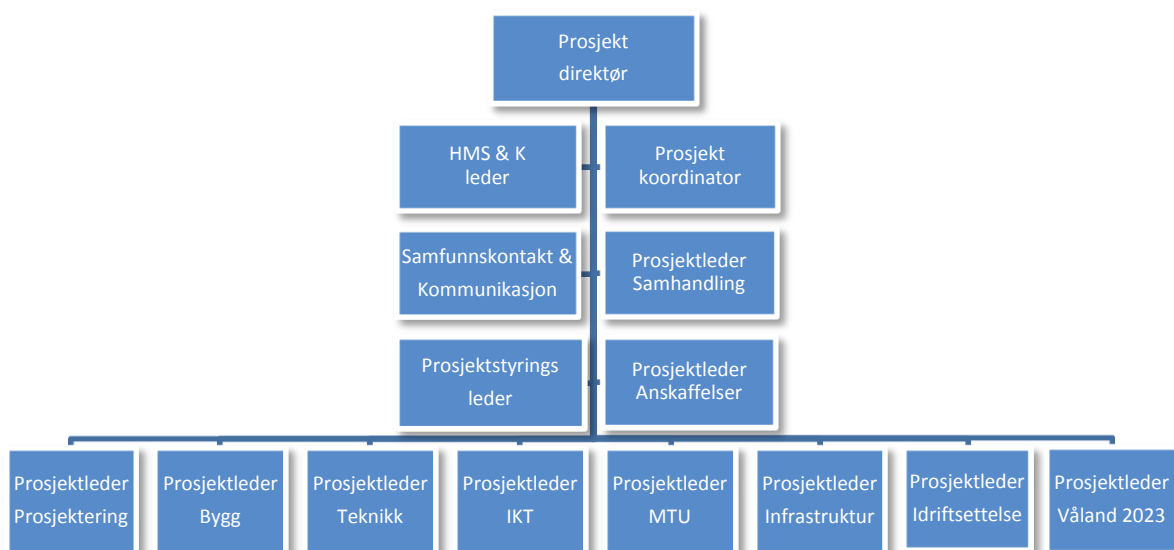 Prosjekt
direktør
HMS & K
leder
Prosjekt
koordinator
Samfunnskontakt &
Kommunikasjon
Prosjektleder
Samhandling
Prosjektstyrings
leder
Prosjektleder
Anskaffelser
Prosjektleder
Prosjektering
Prosjektleder
Bygg
Prosjektleder
Teknikk
Prosjektleder
IKT
Prosjektleder
MTU
Prosjektleder
Infrastruktur
Prosjektleder
Idriftsettelse
Prosjektleder
Våland 2023